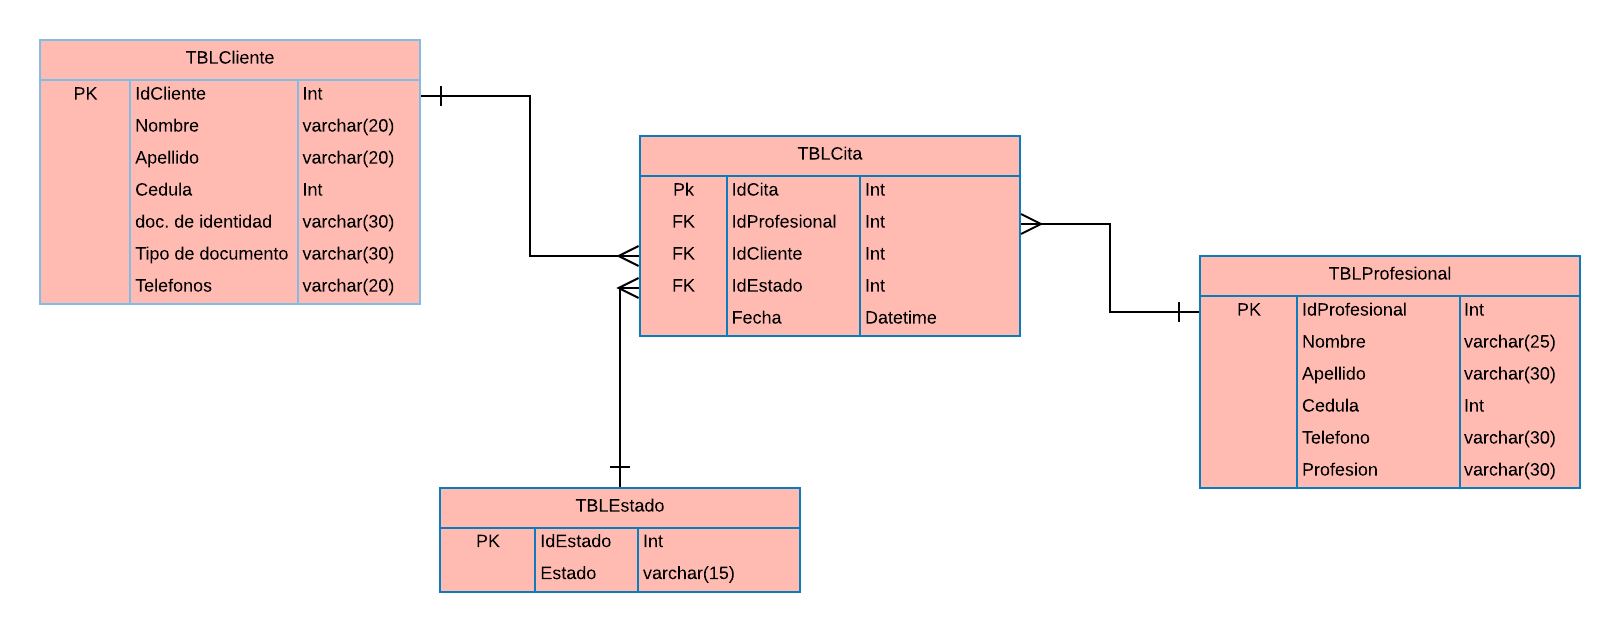 TBLCliente
PK IdCliente Int
Nombre varchar(20)
Apellido varchar(20)
Cedula Int
doc. de identidad varchar(30)
Tipo de documento varchar(30)
Telefonos varchar(20)
TBLCita
Pk IdCita Int
FK IdProfesional Int
FK IdCliente Int
FK IdEstado Int
Fecha Datetime
TBLProfesional
PK IdProfesional Int
Nombre varchar(25)
Apellido varchar(30)
Cedula Int
Telefono varchar(30)
Profesion varchar(30)
TBLEstado
PK IdEstado Int
Estado varchar(15)